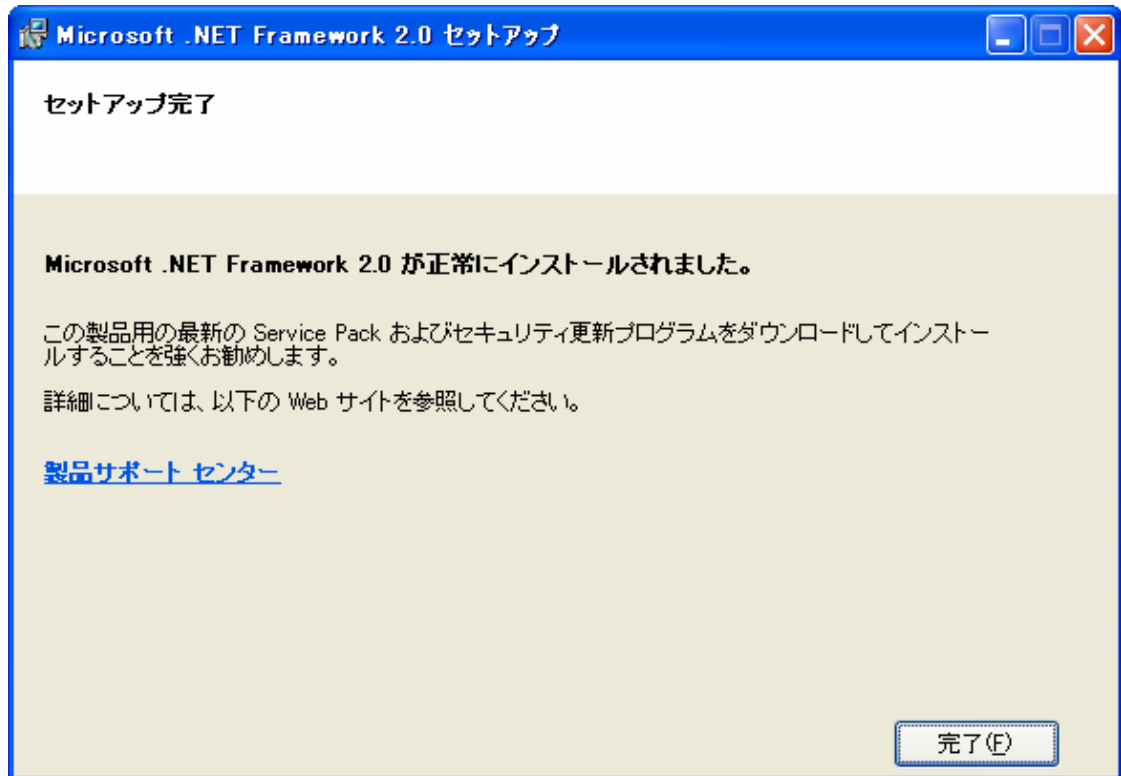 Microsoft .NET Framework 2.0 セットアップ
セットアップ完了
Microsoft .NET Framework 2.0 が正常にインストールされました。
この製品用の最新の Service Pack およびセキュリティ更新プログラムをダウンロードしてインストー
ルすることを強くお勧めします。
詳細については、以下の Web サイトを参照してください。
製品サポート センター
完了(F)